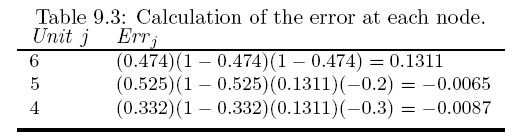 Table 9.3: Calculation of the error at each node.
Unit j Err_j
6 (0.474)(1 − 0.474)(1 − 0.474) = 0.1311
5 (0.525)(1 − 0.525)(0.1311)(−0.2) = −0.0065
4 (0.332)(1 − 0.332)(0.1311)(−0.3) = −0.0087